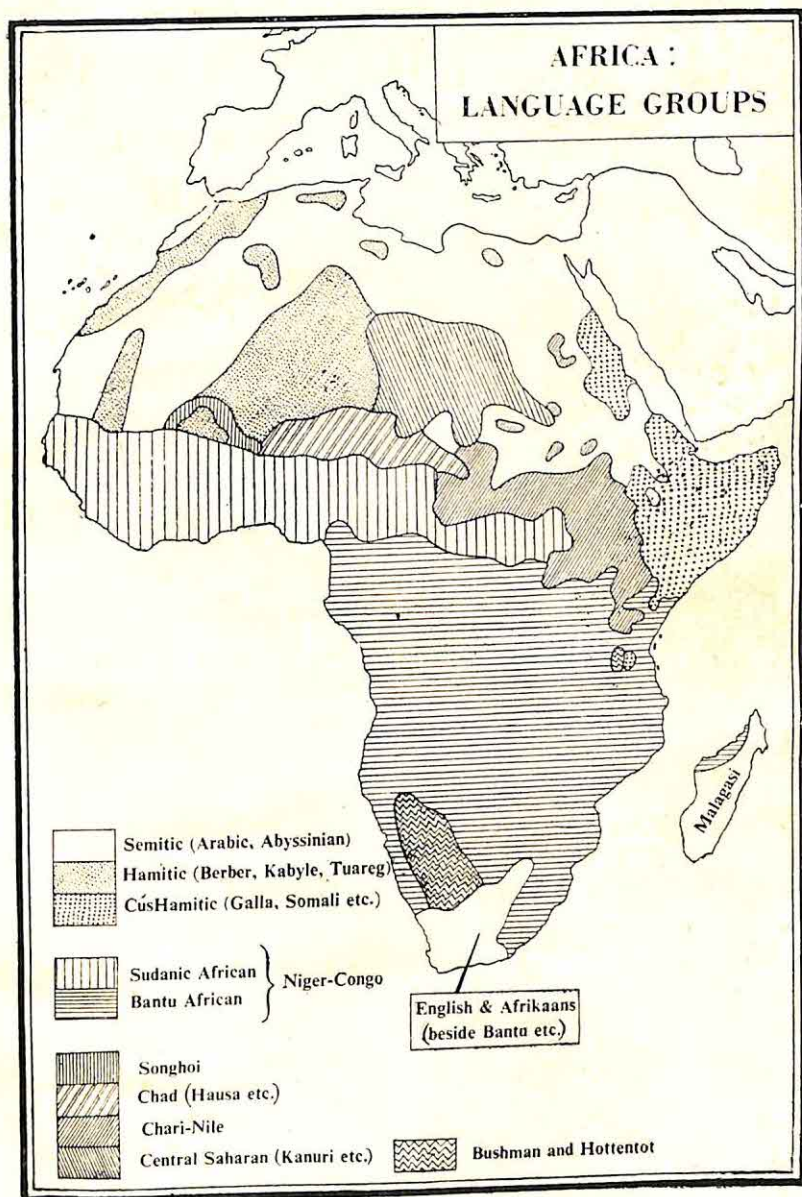 AFRICA :
LANGUAGE GROUPS
Malagasi
Semitic (Arabic, Abyssinian)
Hamitic (Berber, Kabyle, Tuareg)
CúsHamitic (Galla, Somali etc.)
Sudanic African
Bantu African
Niger-Congo
English & Afrikaans
(beside Bantu etc.)
Songhoi
Chad (Hausa etc.)
Chari-Nile
Central Saharan (Kanuri etc.)
Bushman and Hottentot